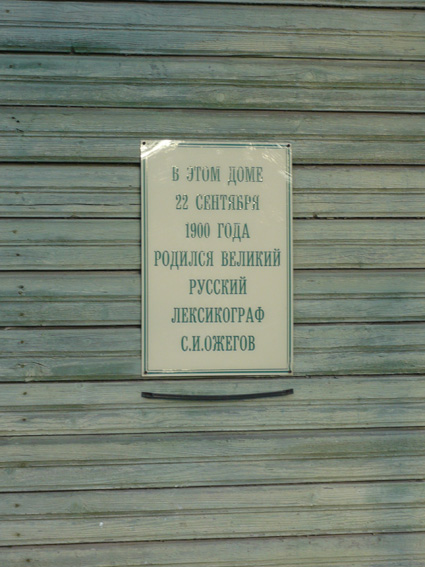 В ЭТОМ ДОМЕ
22 СЕНТЯБРЯ
1900 ГОДА
РОДИЛСЯ ВЕЛИКИЙ
РУССКИЙ
ЛЕКСИКОГРАФ
С.И.ОЖЕГОВ